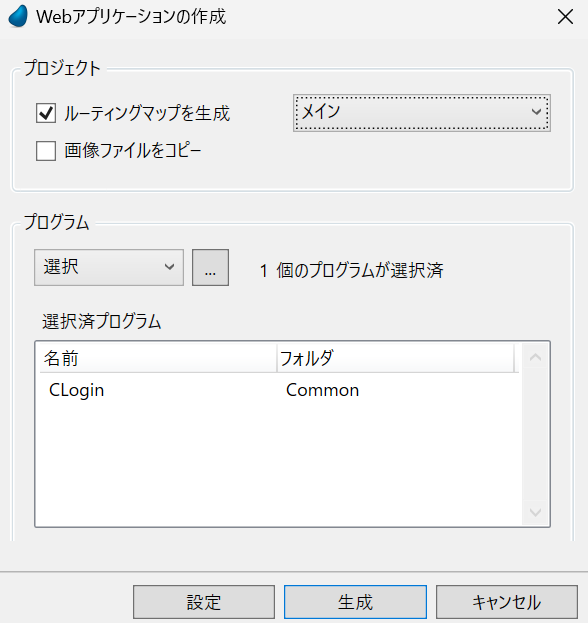 Webアプリケーションの作成
プロジェクト
ルーティングマップを生成
メイン
画像ファイルをコピー
プログラム
選択
...
1 個のプログラムが選択済
選択済プログラム
名前 フォルダ
CLogin Common
設定 生成 キャンセル